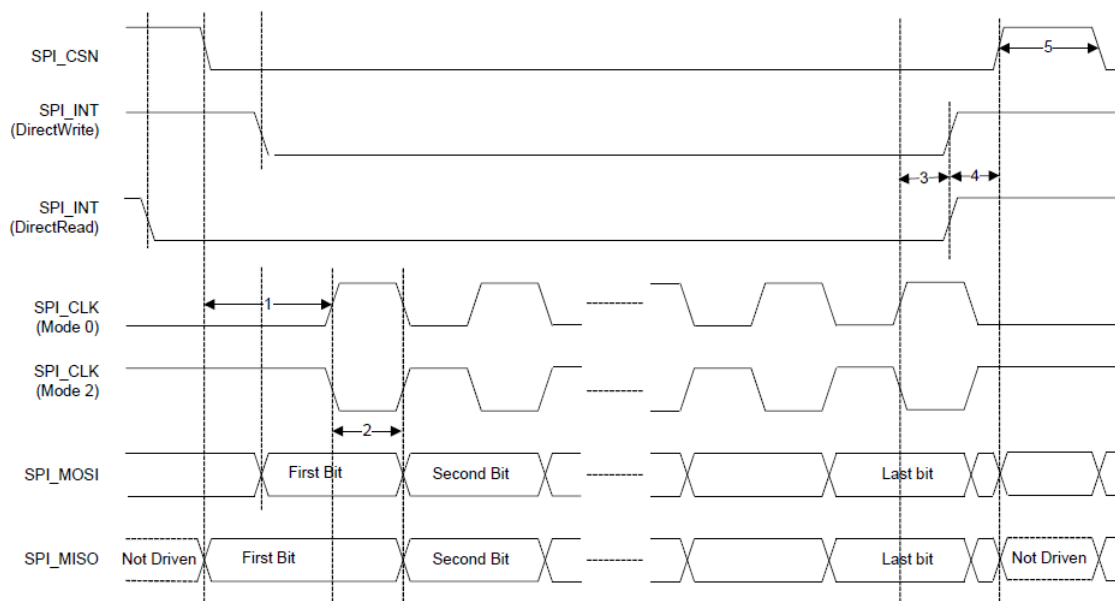 SPI_CSN
5
SPI_INT
(DirectWrite)
3
4
SPI_INT
(DirectRead)
1
SPI_CLK
(Mode 0)
SPI_CLK
(Mode 2)
2
SPI_MOSI
First Bit
Second Bit
Last bit
SPI_MISO
Not Driven
First Bit
Second Bit
Last bit
Not Driven